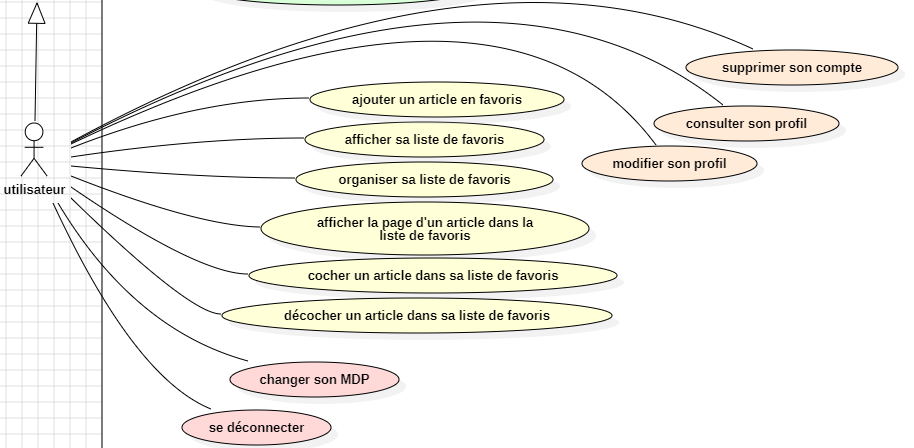 supprimer son compte
ajouter un article en favoris
consulter son profil
afficher sa liste de favoris
modifier son profil
organiser sa liste de favoris
utilisateur
afficher la page d'un article dans la
liste de favoris
cocher un article dans sa liste de favoris
décocher un article dans sa liste de favoris
changer son MDP
se déconnecter